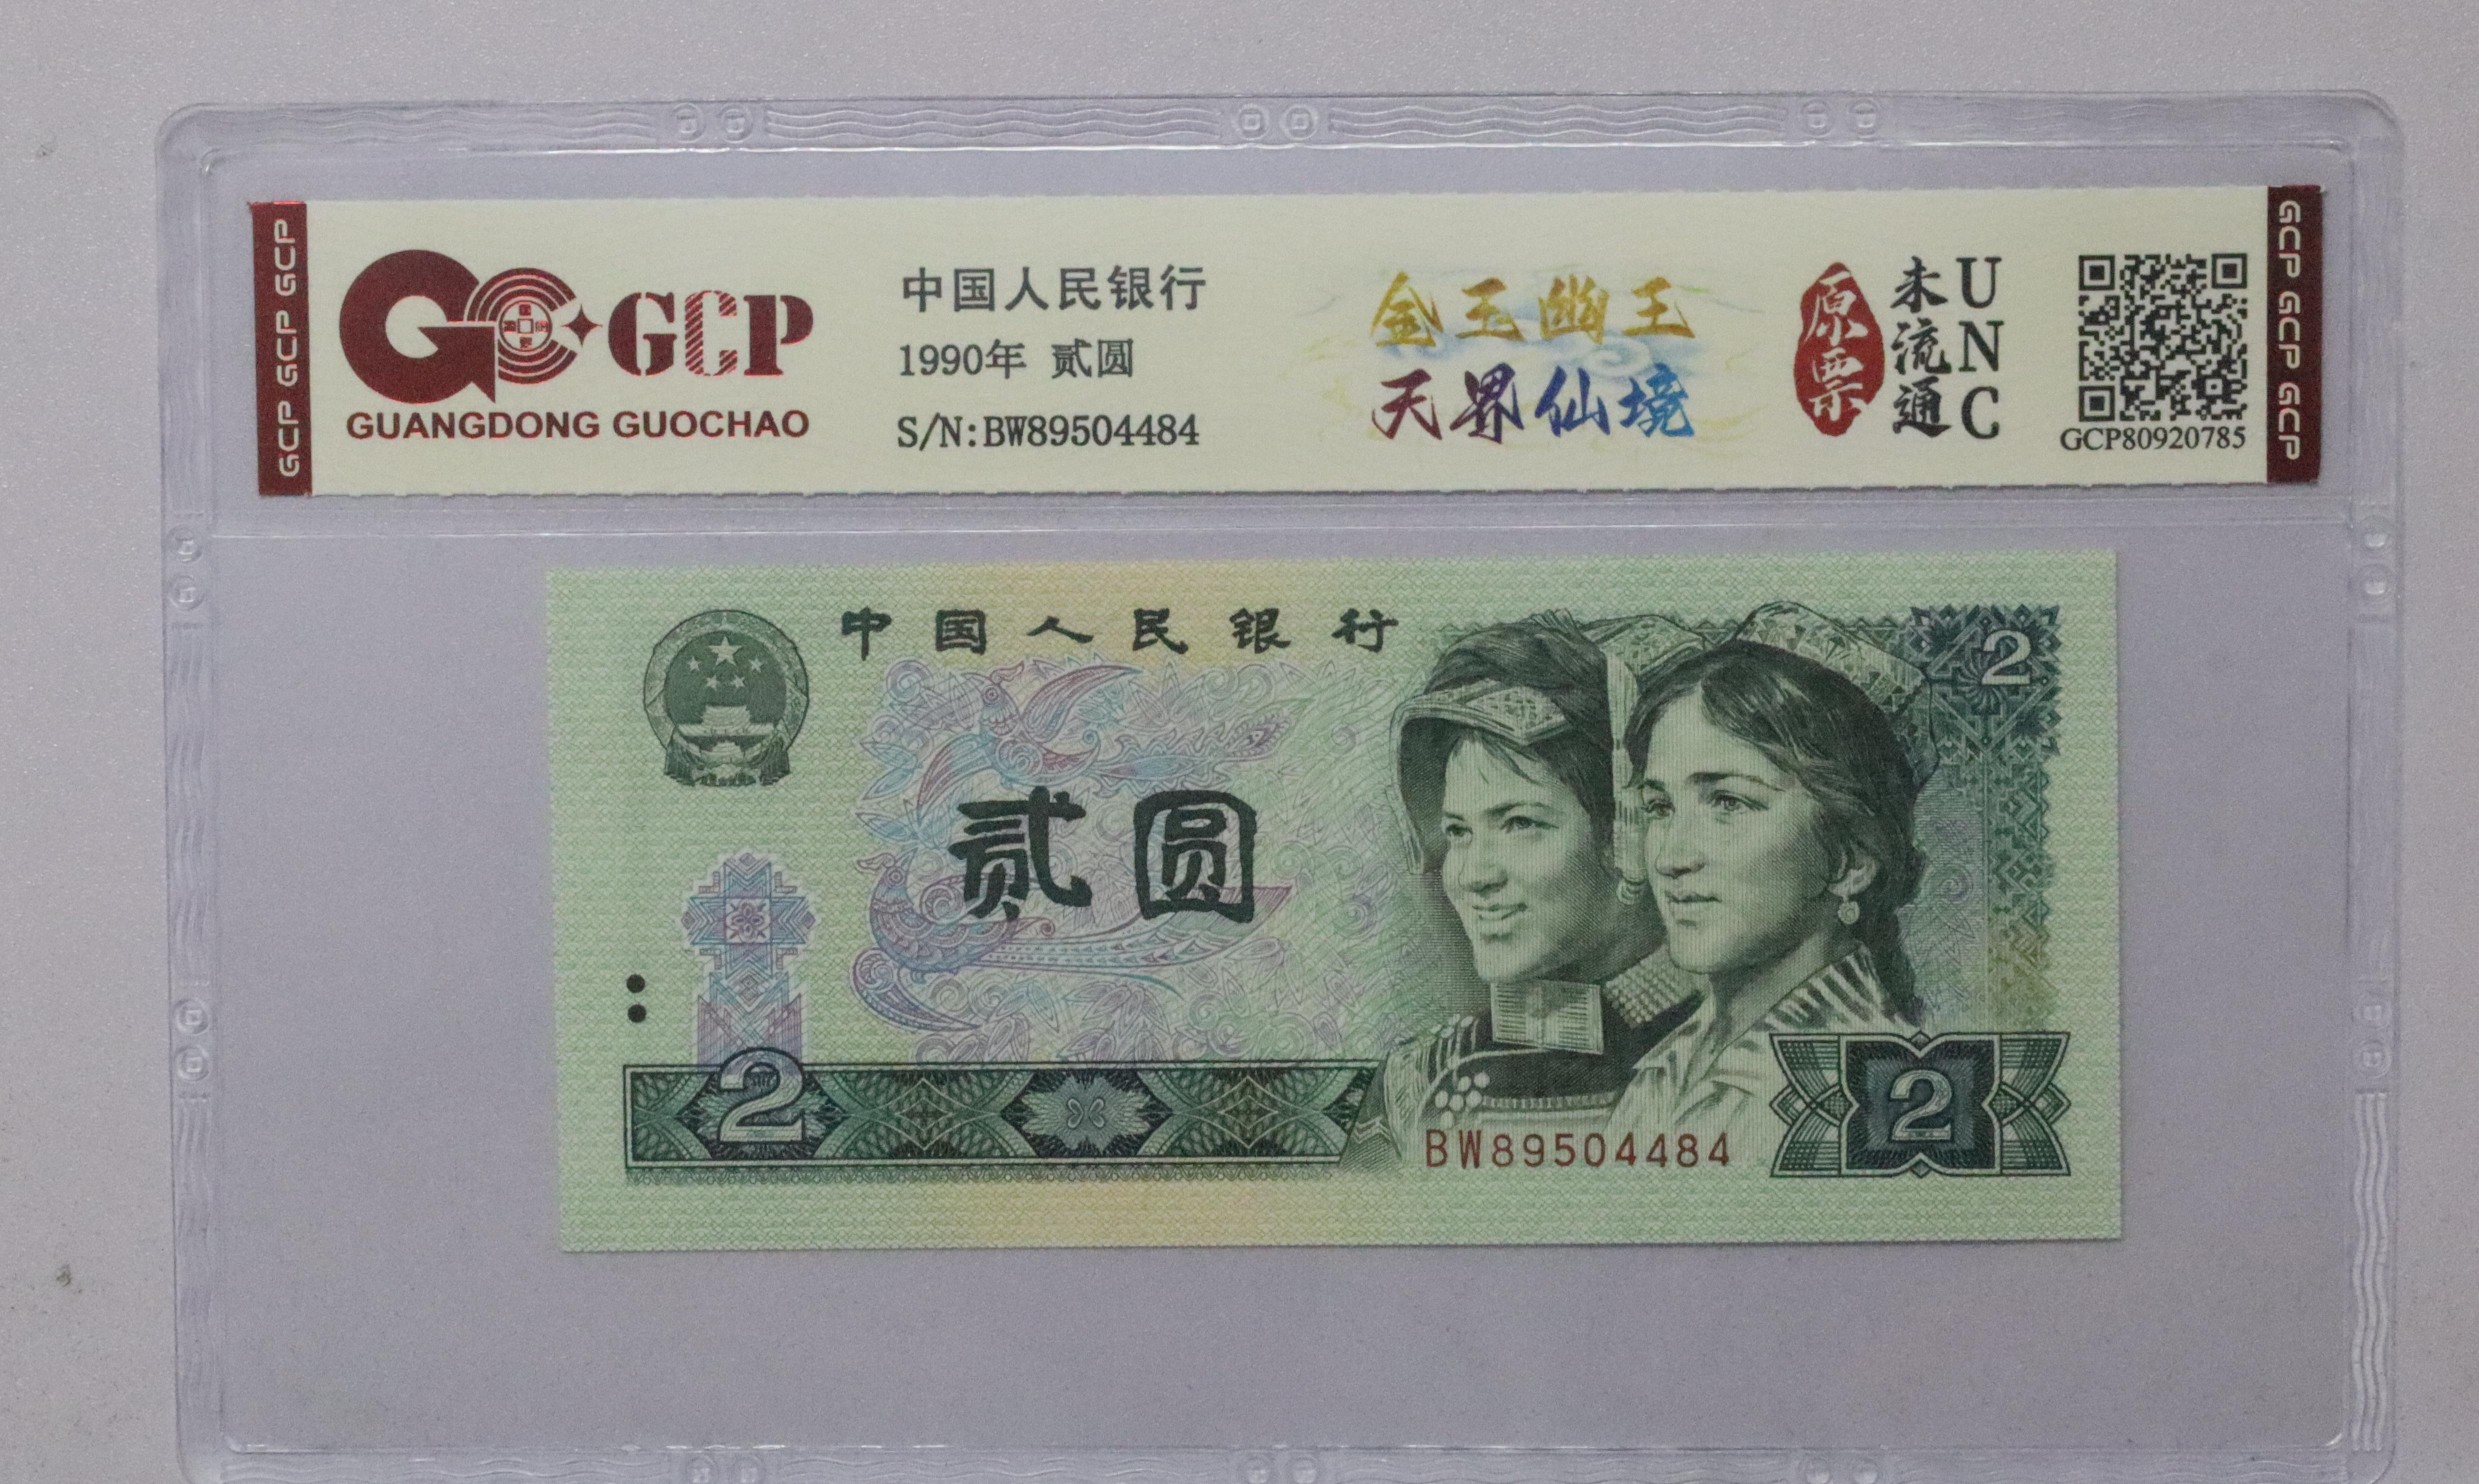 GCP GCP GCP
GCP
GUANGDONG GUOCHAO
中国人民银行
1990年 贰圆
S/N:BW89504484
金玉幽王
天界仙境
原票
未流通
UNC
GCP80920785
GCP GCP GCP
中国人民银行
2
贰圆
2
BW89504484
2